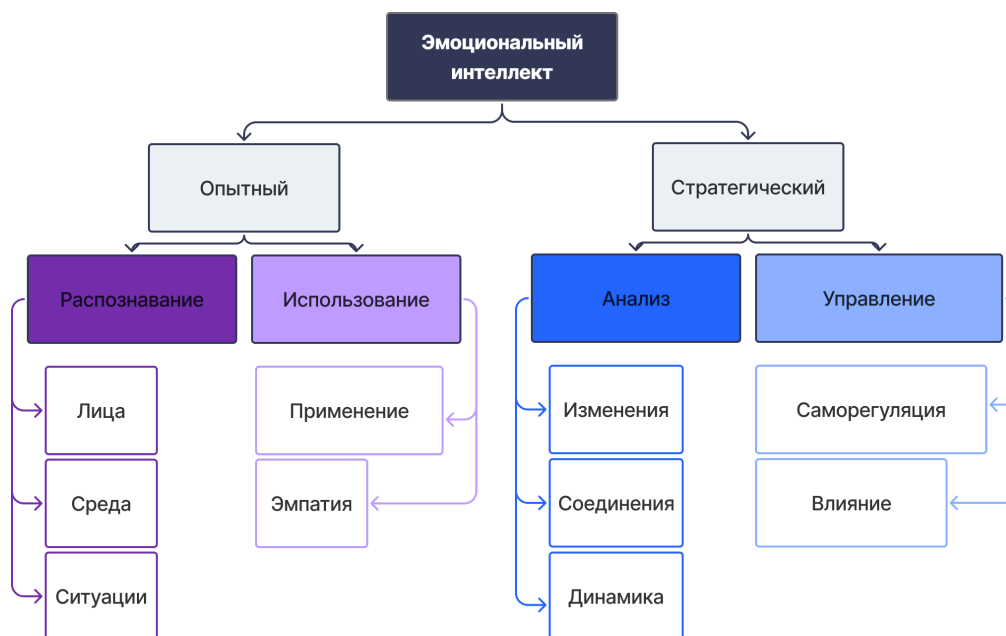 Эмоциональный
интеллект
Опытный
Стратегический
Распознавание
Использование
Анализ
Управление
Лица
Применение
Изменения
Саморегуляция
Среда
Эмпатия
Соединения
Влияние
Ситуации
Динамика